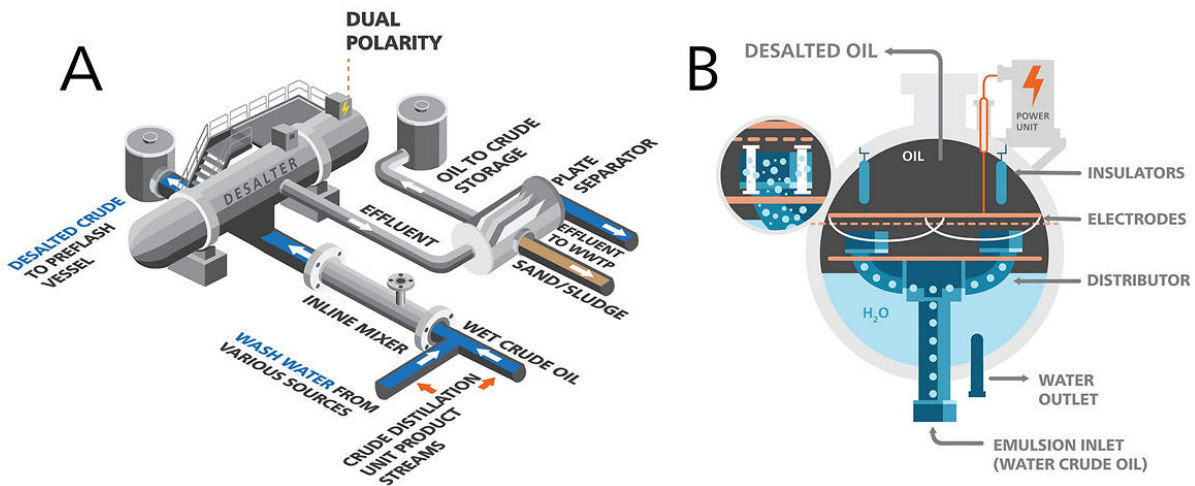 A
DUAL
POLARITY
DESALTER
DESALTED CRUDE
TO PREFLASH
VESSEL
OIL TO CRUDE
STORAGE
PLATE
SEPARATOR
EFFLUENT
EFFLUENT
TO WWTP
SAND/SLUDGE
INLINE MIXER
WET CRUDE OIL
WASH WATER FROM
VARIOUS SOURCES
CRUDE DISTILLATION
UNIT PRODUCT
STREAMS
B
DESALTED OIL
POWER
UNIT
OIL
INSULATORS
ELECTRODES
DISTRIBUTOR
H₂O
WATER
OUTLET
EMULSION INLET
(WATER CRUDE OIL)